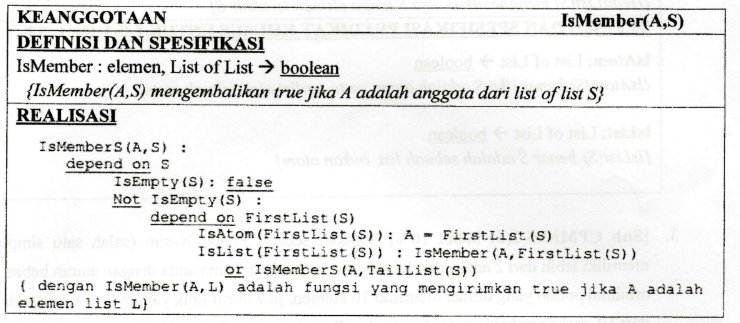 KEANGGOTAAN IsMember(A,S)
DEFINISI DAN SPESIFIKASI
IsMember : elemen, List of List → boolean
{IsMember(A,S) mengembalikan true jika A adalah anggota dari list of list S}
REALISASI
IsMemberS(A,S) :
depend on S
IsEmpty(S): false
Not IsEmpty(S) :
depend on FirstList(S)
IsAtom(FirstList(S)): A = FirstList(S)
IsList(FirstList(S)) : IsMember(A,FirstList(S))
or IsMemberS(A,TailList(S))
{ dengan IsMember(A,L) adalah fungsi yang mengirimkan true jika A adalah
elemen list L}